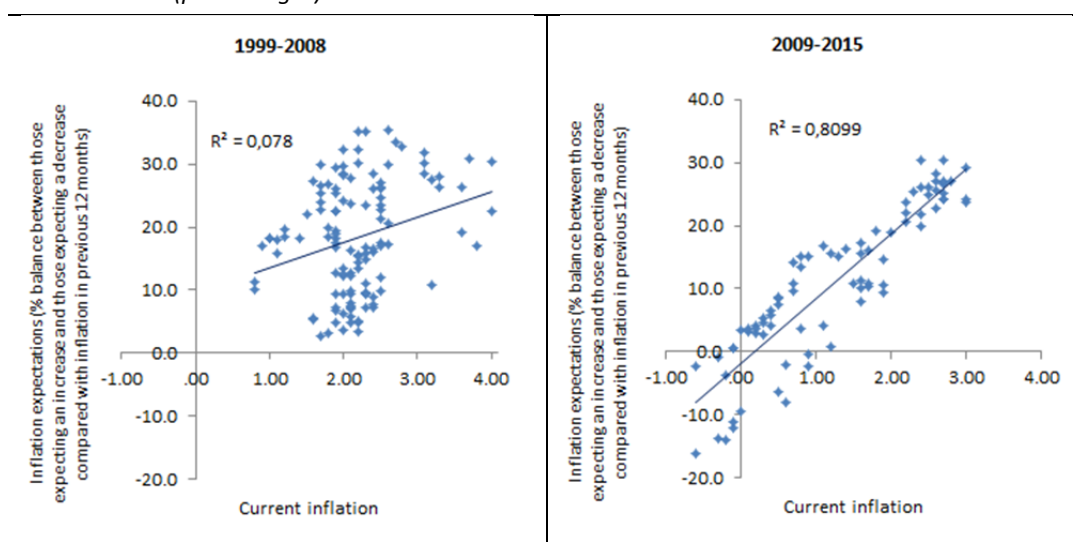 1999-2008
Inflation expectations (% balance between those
expecting an increase and those expecting a decrease
compared with inflation in previous 12 months)
40.0
30.0
20.0
10.0
0.0
-10.0
-20.0
R² = 0,078
-1.00 .00 1.00 2.00 3.00 4.00
Current inflation
2009-2015
Inflation expectations (% balance between those
expecting an increase and those expecting a decrease
compared with inflation in previous 12 months)
40.0
30.0
20.0
10.0
0.0
-10.0
-20.0
R² = 0,8099
-1.00 .00 1.00 2.00 3.00 4.00
Current inflation